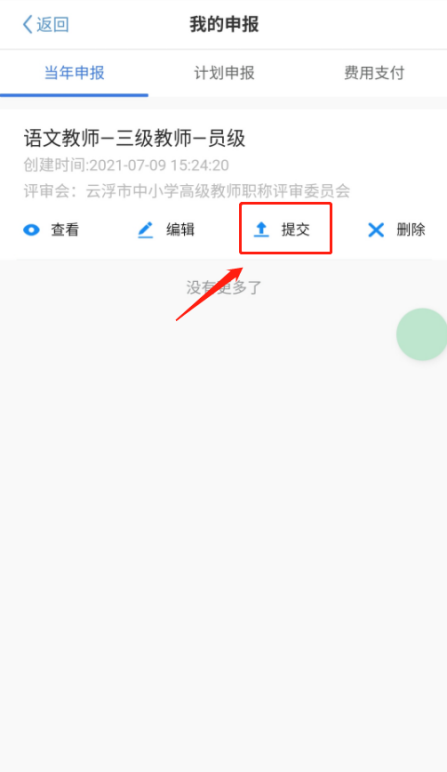 返回 我的申报
当年申报 计划申报 费用支付
语文教师—三级教师—员级
创建时间:2021-07-09 15:24:20
评审会：云浮市中小学高级教师职称评审委员会
查看 编辑 提交 删除
没有更多了